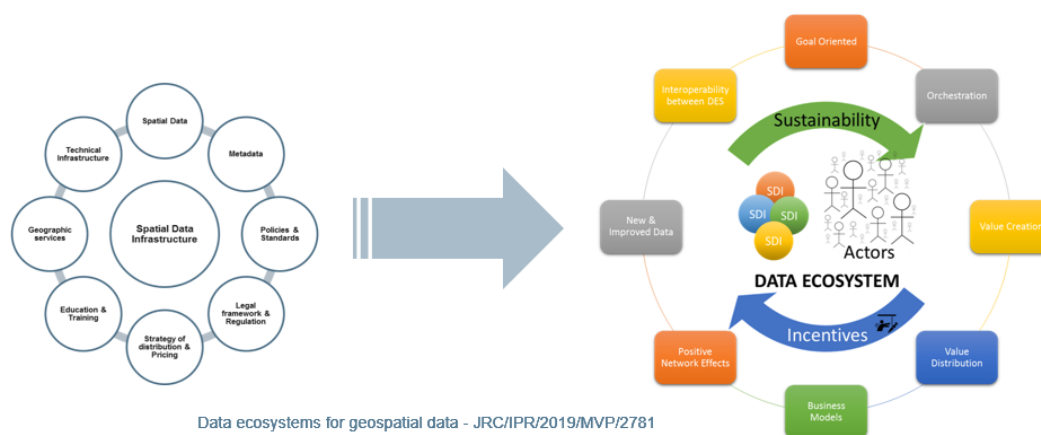 Spatial Data
Technical
Infrastructure
Metadata
Geographic
services
Spatial Data
Infrastructure
Policies &
Standards
Education &
Training
Legal
framework &
Regulation
Strategy of
distribution &
Pricing
Goal Oriented
Interoperability
between DES
Orchestration
Sustainability
SDI
SDI
SDI
SDI
New &
Improved Data
Actors
Value Creation
DATA ECOSYSTEM
Incentives
Positive
Network Effects
Value
Distribution
Business
Models
Data ecosystems for geospatial data - JRC/IPR/2019/MVP/2781